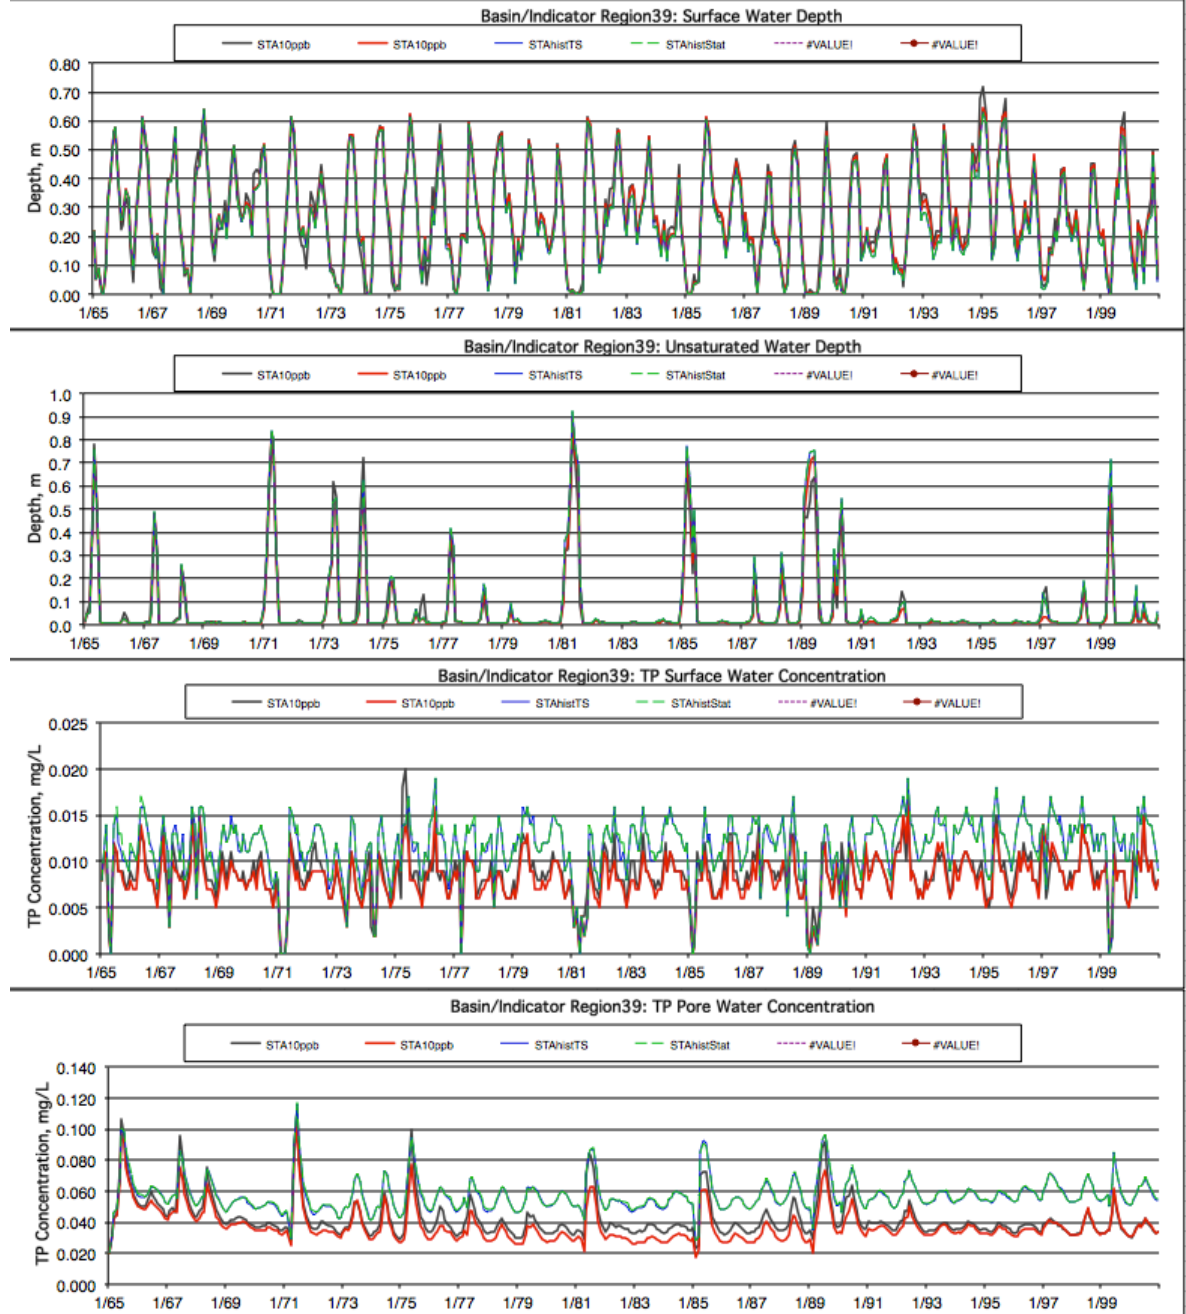 Basin/Indicator Region39: Surface Water Depth
STA10ppb STA10ppb STAhistTS STAhistStat #VALUE! #VALUE!
Depth, m
0.80
0.70
0.60
0.50
0.40
0.30
0.20
0.10
0.00
1/65 1/67 1/69 1/71 1/73 1/75 1/77 1/79 1/81 1/83 1/85 1/87 1/89 1/91 1/93 1/95 1/97 1/99
Basin/Indicator Region39: Unsaturated Water Depth
STA10ppb STA10ppb STAhistTS STAhistStat #VALUE! #VALUE!
Depth, m
1.0
0.9
0.8
0.7
0.6
0.5
0.4
0.3
0.2
0.1
0.0
1/65 1/67 1/69 1/71 1/73 1/75 1/77 1/79 1/81 1/83 1/85 1/87 1/89 1/91 1/93 1/95 1/97 1/99
Basin/Indicator Region39: TP Surface Water Concentration
STA10ppb STA10ppb STAhistTS STAhistStat #VALUE! #VALUE!
TP Concentration, mg/L
0.025
0.020
0.015
0.010
0.005
0.000
1/65 1/67 1/69 1/71 1/73 1/75 1/77 1/79 1/81 1/83 1/85 1/87 1/89 1/91 1/93 1/95 1/97 1/99
Basin/Indicator Region39: TP Pore Water Concentration
STA10ppb STA10ppb STAhistTS STAhistStat #VALUE! #VALUE!
TP Concentration, mg/L
0.140
0.120
0.100
0.080
0.060
0.040
0.020
0.000
1/65 1/67 1/69 1/71 1/73 1/75 1/77 1/79 1/81 1/83 1/85 1/87 1/89 1/91 1/93 1/95 1/97 1/99